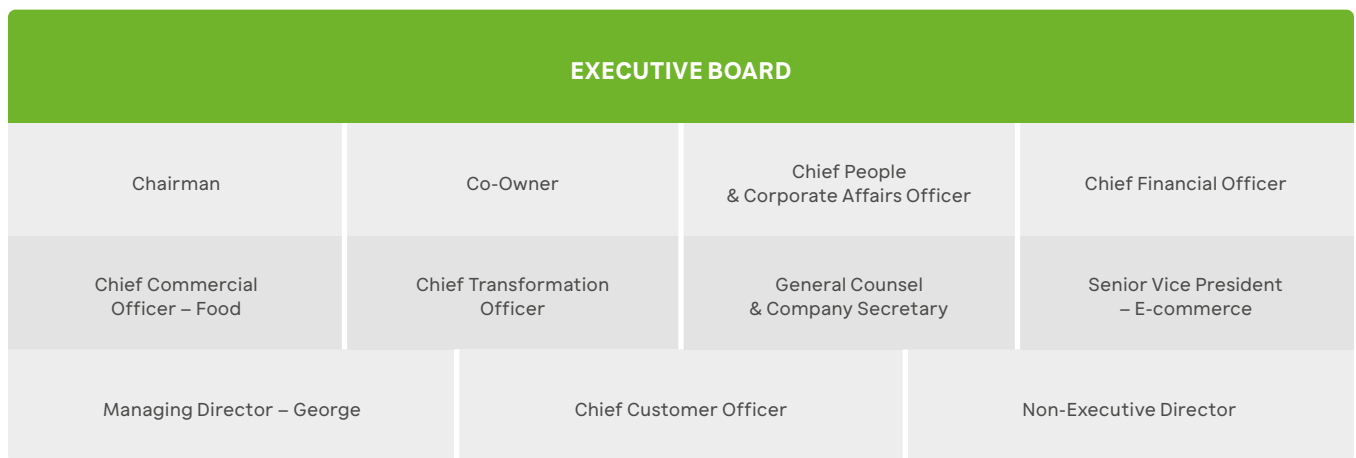 EXECUTIVE BOARD
Chairman
Co-Owner
Chief People
& Corporate Affairs Officer
Chief Financial Officer
Chief Commercial
Officer – Food
Chief Transformation
Officer
General Counsel
& Company Secretary
Senior Vice President
– E-commerce
Managing Director – George
Chief Customer Officer
Non-Executive Director